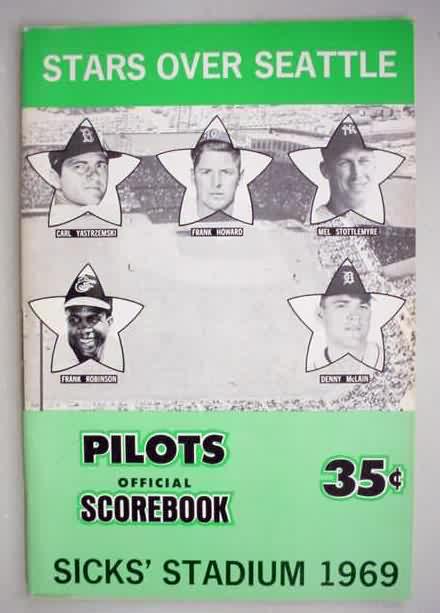 STARS OVER SEATTLE
B
NY
CARL YASTRZEMSKI
FRANK HOWARD
MEL STOTTLEMYRE
D
FRANK ROBINSON
DENNY McLAIN
PILOTS
OFFICIAL
SCOREBOOK
35¢
SICKS' STADIUM 1969